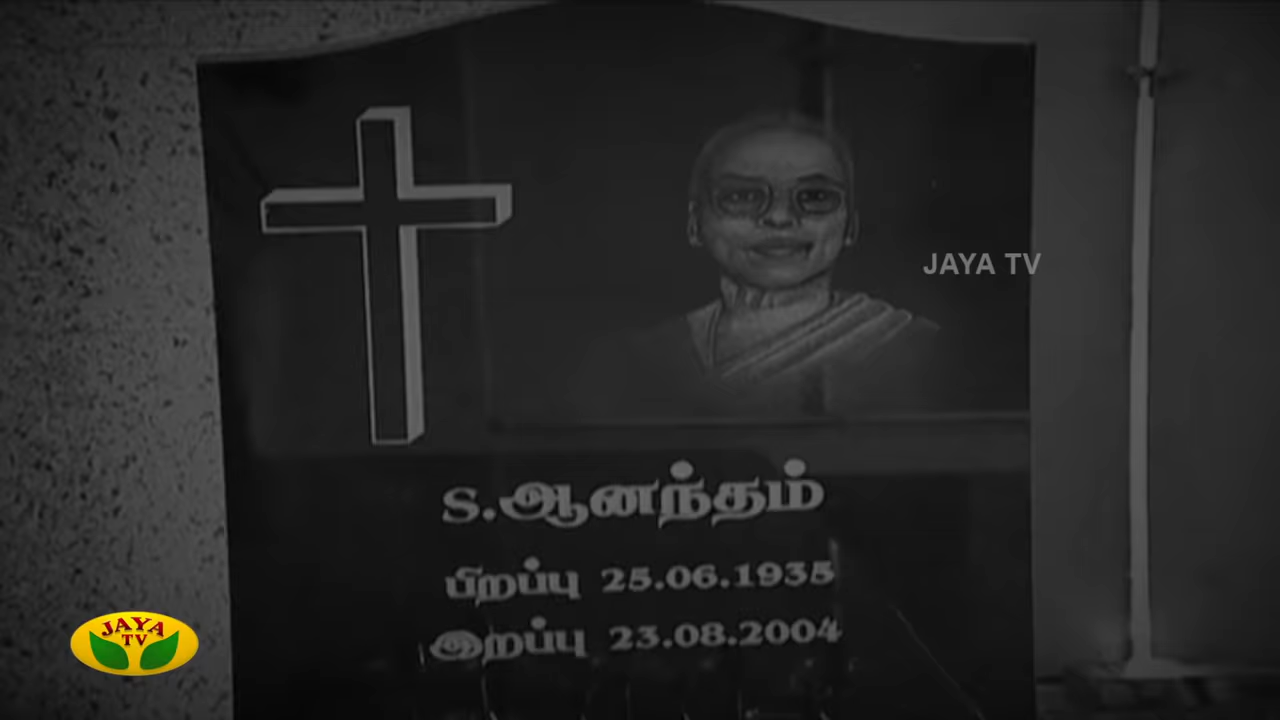 JAYA TV
S.ஆனந்தம்
பிறப்பு 25.06.1935
இறப்பு 23.08.2004
JAYA
TV